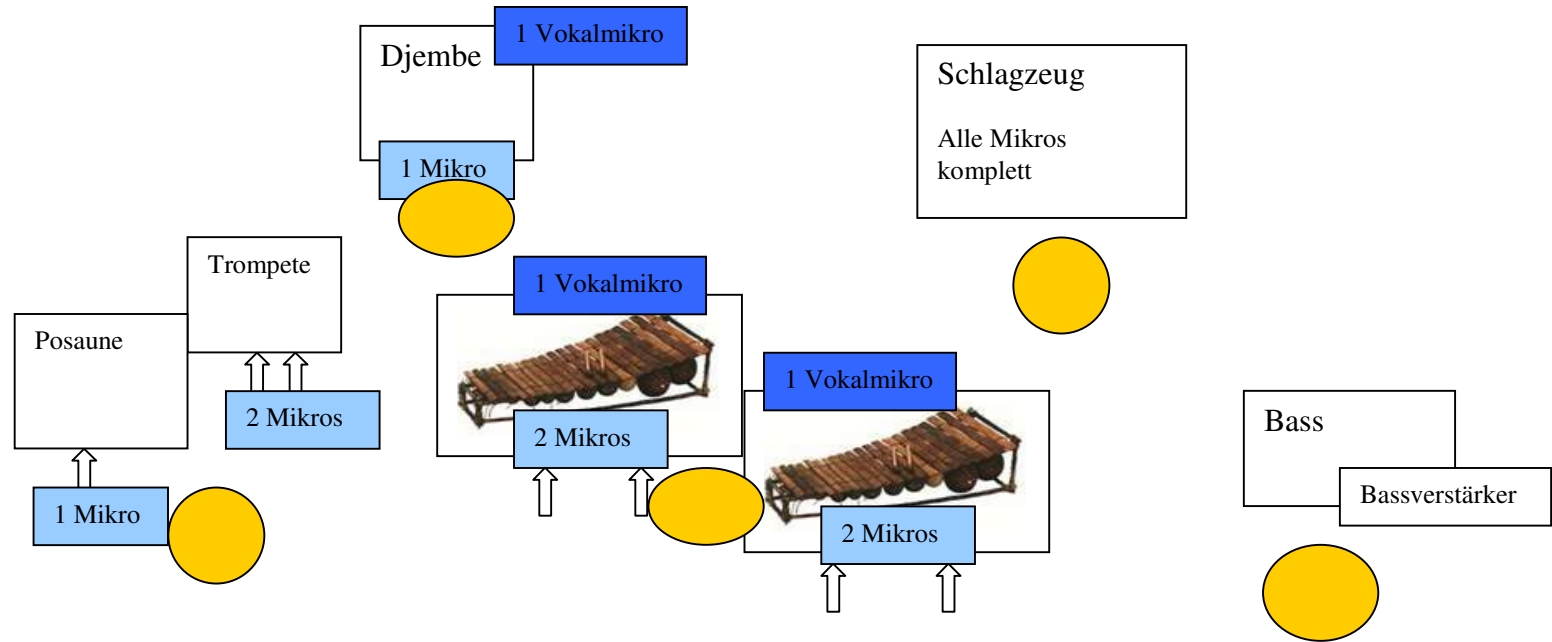 1 Vokalmikro
Djembe
1 Mikro
Schlagzeug
Alle Mikros
komplett
Trompete
2 Mikros
Posaune
1 Mikro
1 Vokalmikro
2 Mikros
1 Vokalmikro
2 Mikros
Bass
Bassverstärker